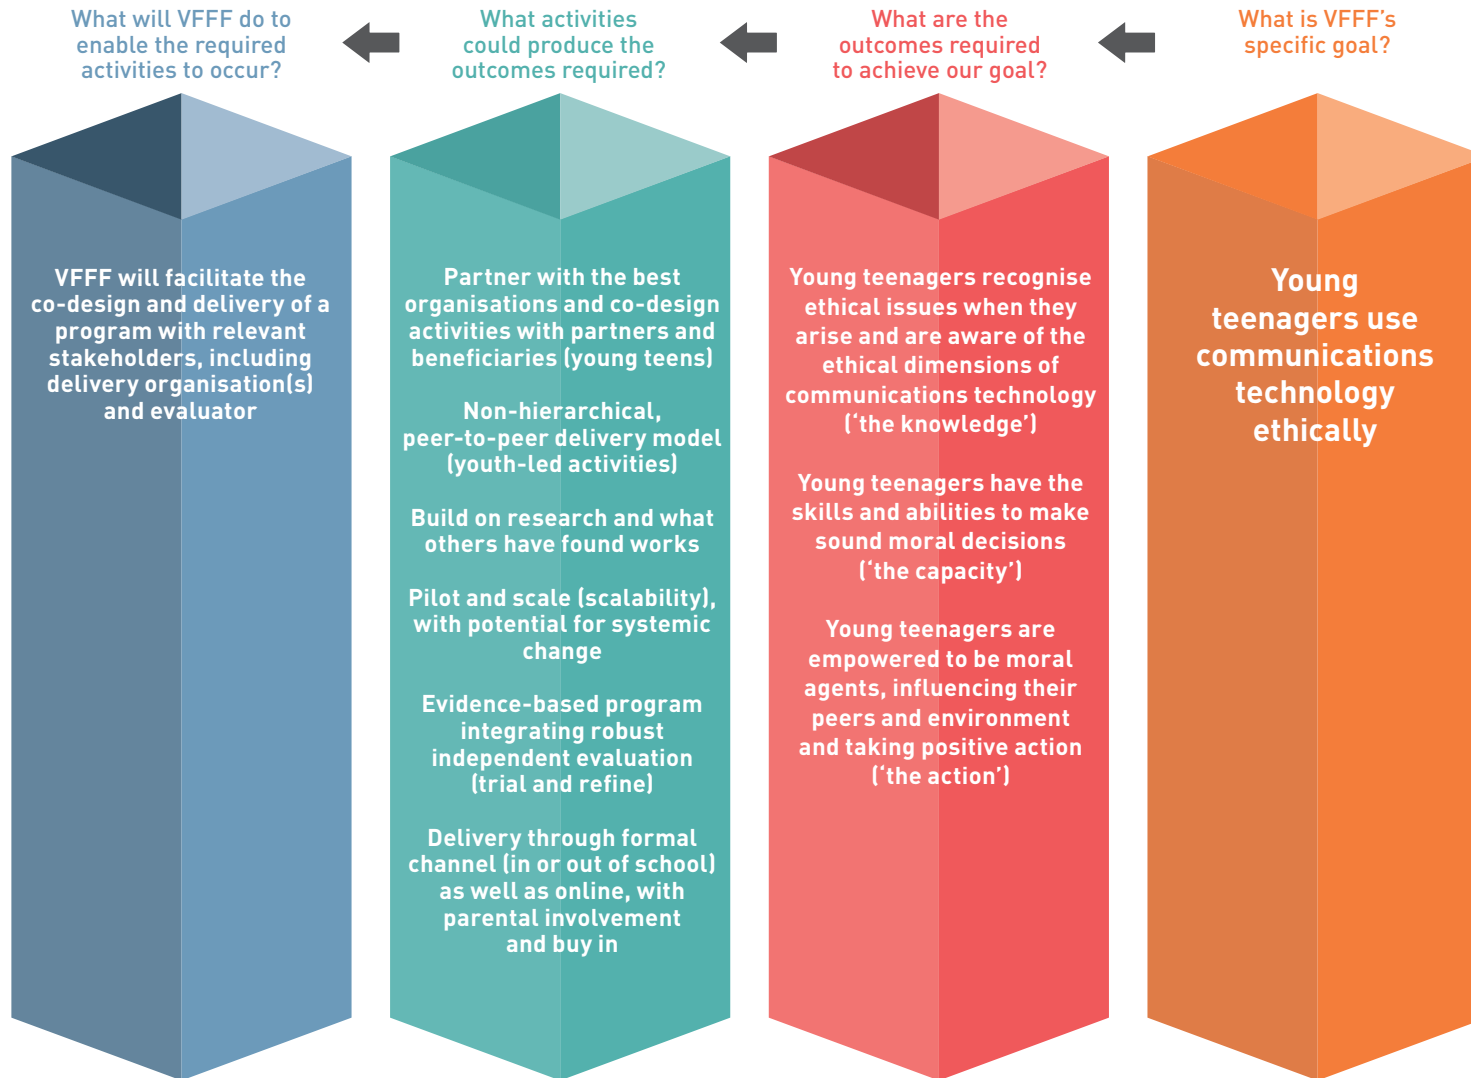 What will VFFF do to
enable the required
activities to occur?
What activities
could produce the
outcomes required?
What are the
outcomes required
to achieve our goal?
What is VFFF’s
specific goal?
VFFF will facilitate the
co-design and delivery of a
program with relevant
stakeholders, including
delivery organisation(s)
and evaluator
Partner with the best
organisations and co-design
activities with partners and
beneficiaries (young teens)
Non-hierarchical,
peer-to-peer delivery model
(youth-led activities)
Build on research and what
others have found works
Pilot and scale (scalability),
with potential for systemic
change
Evidence-based program
integrating robust
independent evaluation
(trial and refine)
Delivery through formal
channel (in or out of school)
as well as online, with
parental involvement
and buy in
Young teenagers recognise
ethical issues when they
arise and are aware of the
ethical dimensions of
communications technology
(‘the knowledge’)
Young teenagers have the
skills and abilities to make
sound moral decisions
(‘the capacity’)
Young teenagers are
empowered to be moral
agents, influencing their
peers and environment
and taking positive action
(‘the action’)
Young
teenagers use
communications
technology
ethically